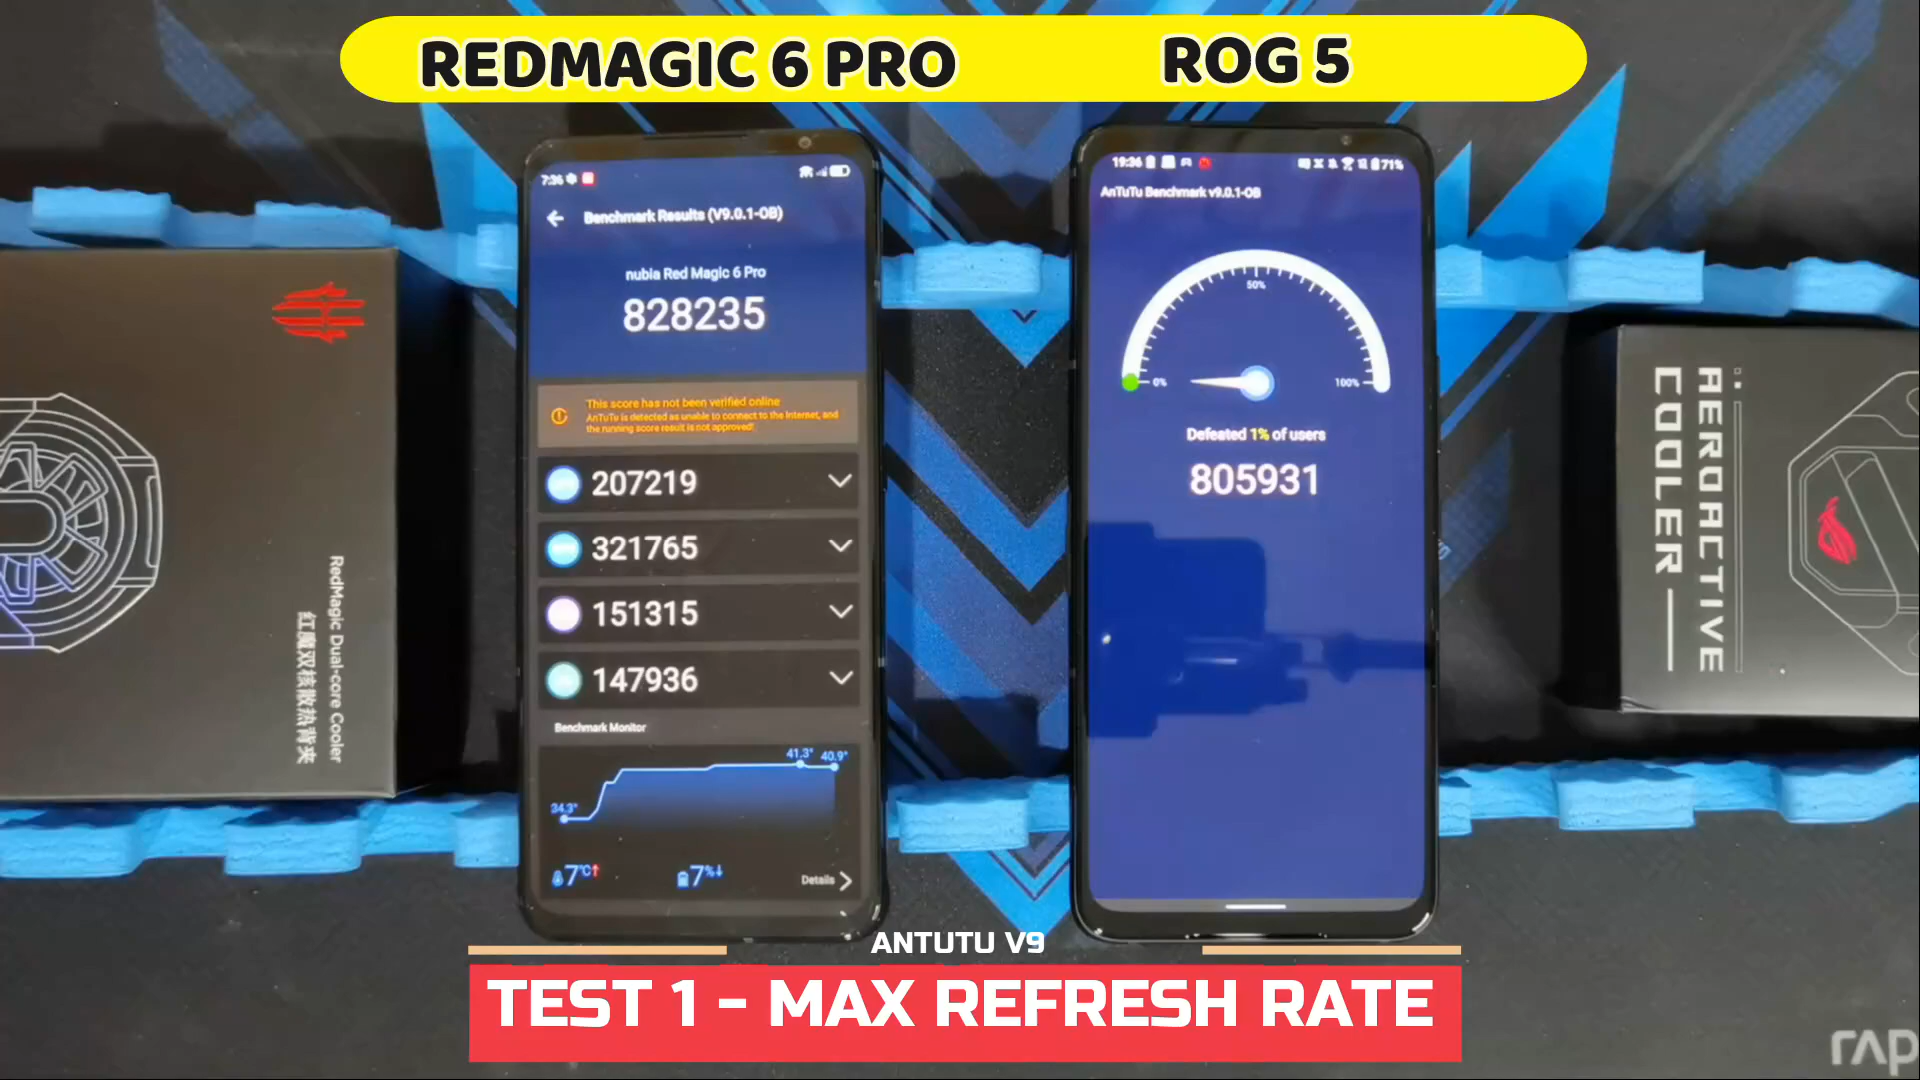 REDMAGIC 6 PRO
ROG 5
7:36
Benchmark Results (V9.0.1-OB)
nubia Red Magic 6 Pro
828235
This score has not been verified online
AnTuTu is detected as unable to connect to the Internet, and
the running score result is not approved!
207219
321765
151315
147936
Benchmark Monitor
34.3°
41.3°
40.9°
7°C↑
7%↓
Details
19:36
71%
AnTuTu Benchmark v9.0.1-OB
50%
0%
100%
Defeated 1% of users
805931
RedMagic Dual-core Cooler
红魔双核散热背夹
AEROACTIVE
COOLER
ANTUTU V9
TEST 1 - MAX REFRESH RATE